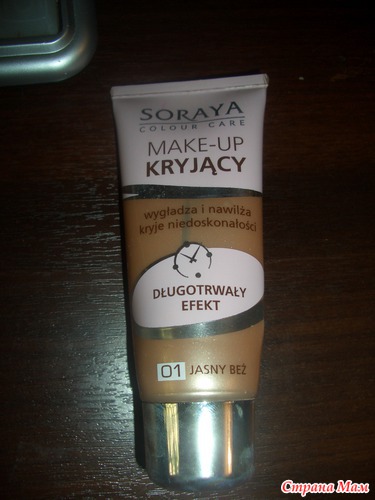 SORAYA
COLOUR CARE
MAKE-UP
KRYJĄCY
wygładza i nawilża
kryje niedoskonałości
DŁUGOTRWAŁY
EFEKT
01 JASNY BEŻ
Страна Мам